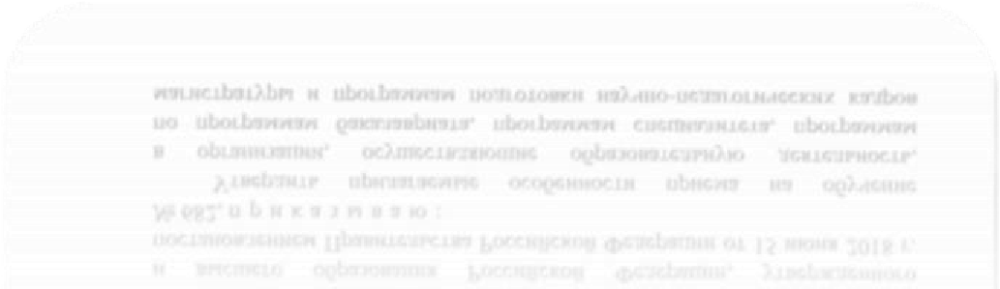 и высшего образования Российской Федерации, утвержденного
постановлением Правительства Российской Федерации от 15 июня 2018 г.
№ 682, п р и к а з ы в а ю :
Утвердить прилагаемые особенности приема на обучение
в организации, осуществляющие образовательную деятельность,
по программам бакалавриата, программам специалитета, программам
магистратуры и программам подготовки научно-педагогических кадров